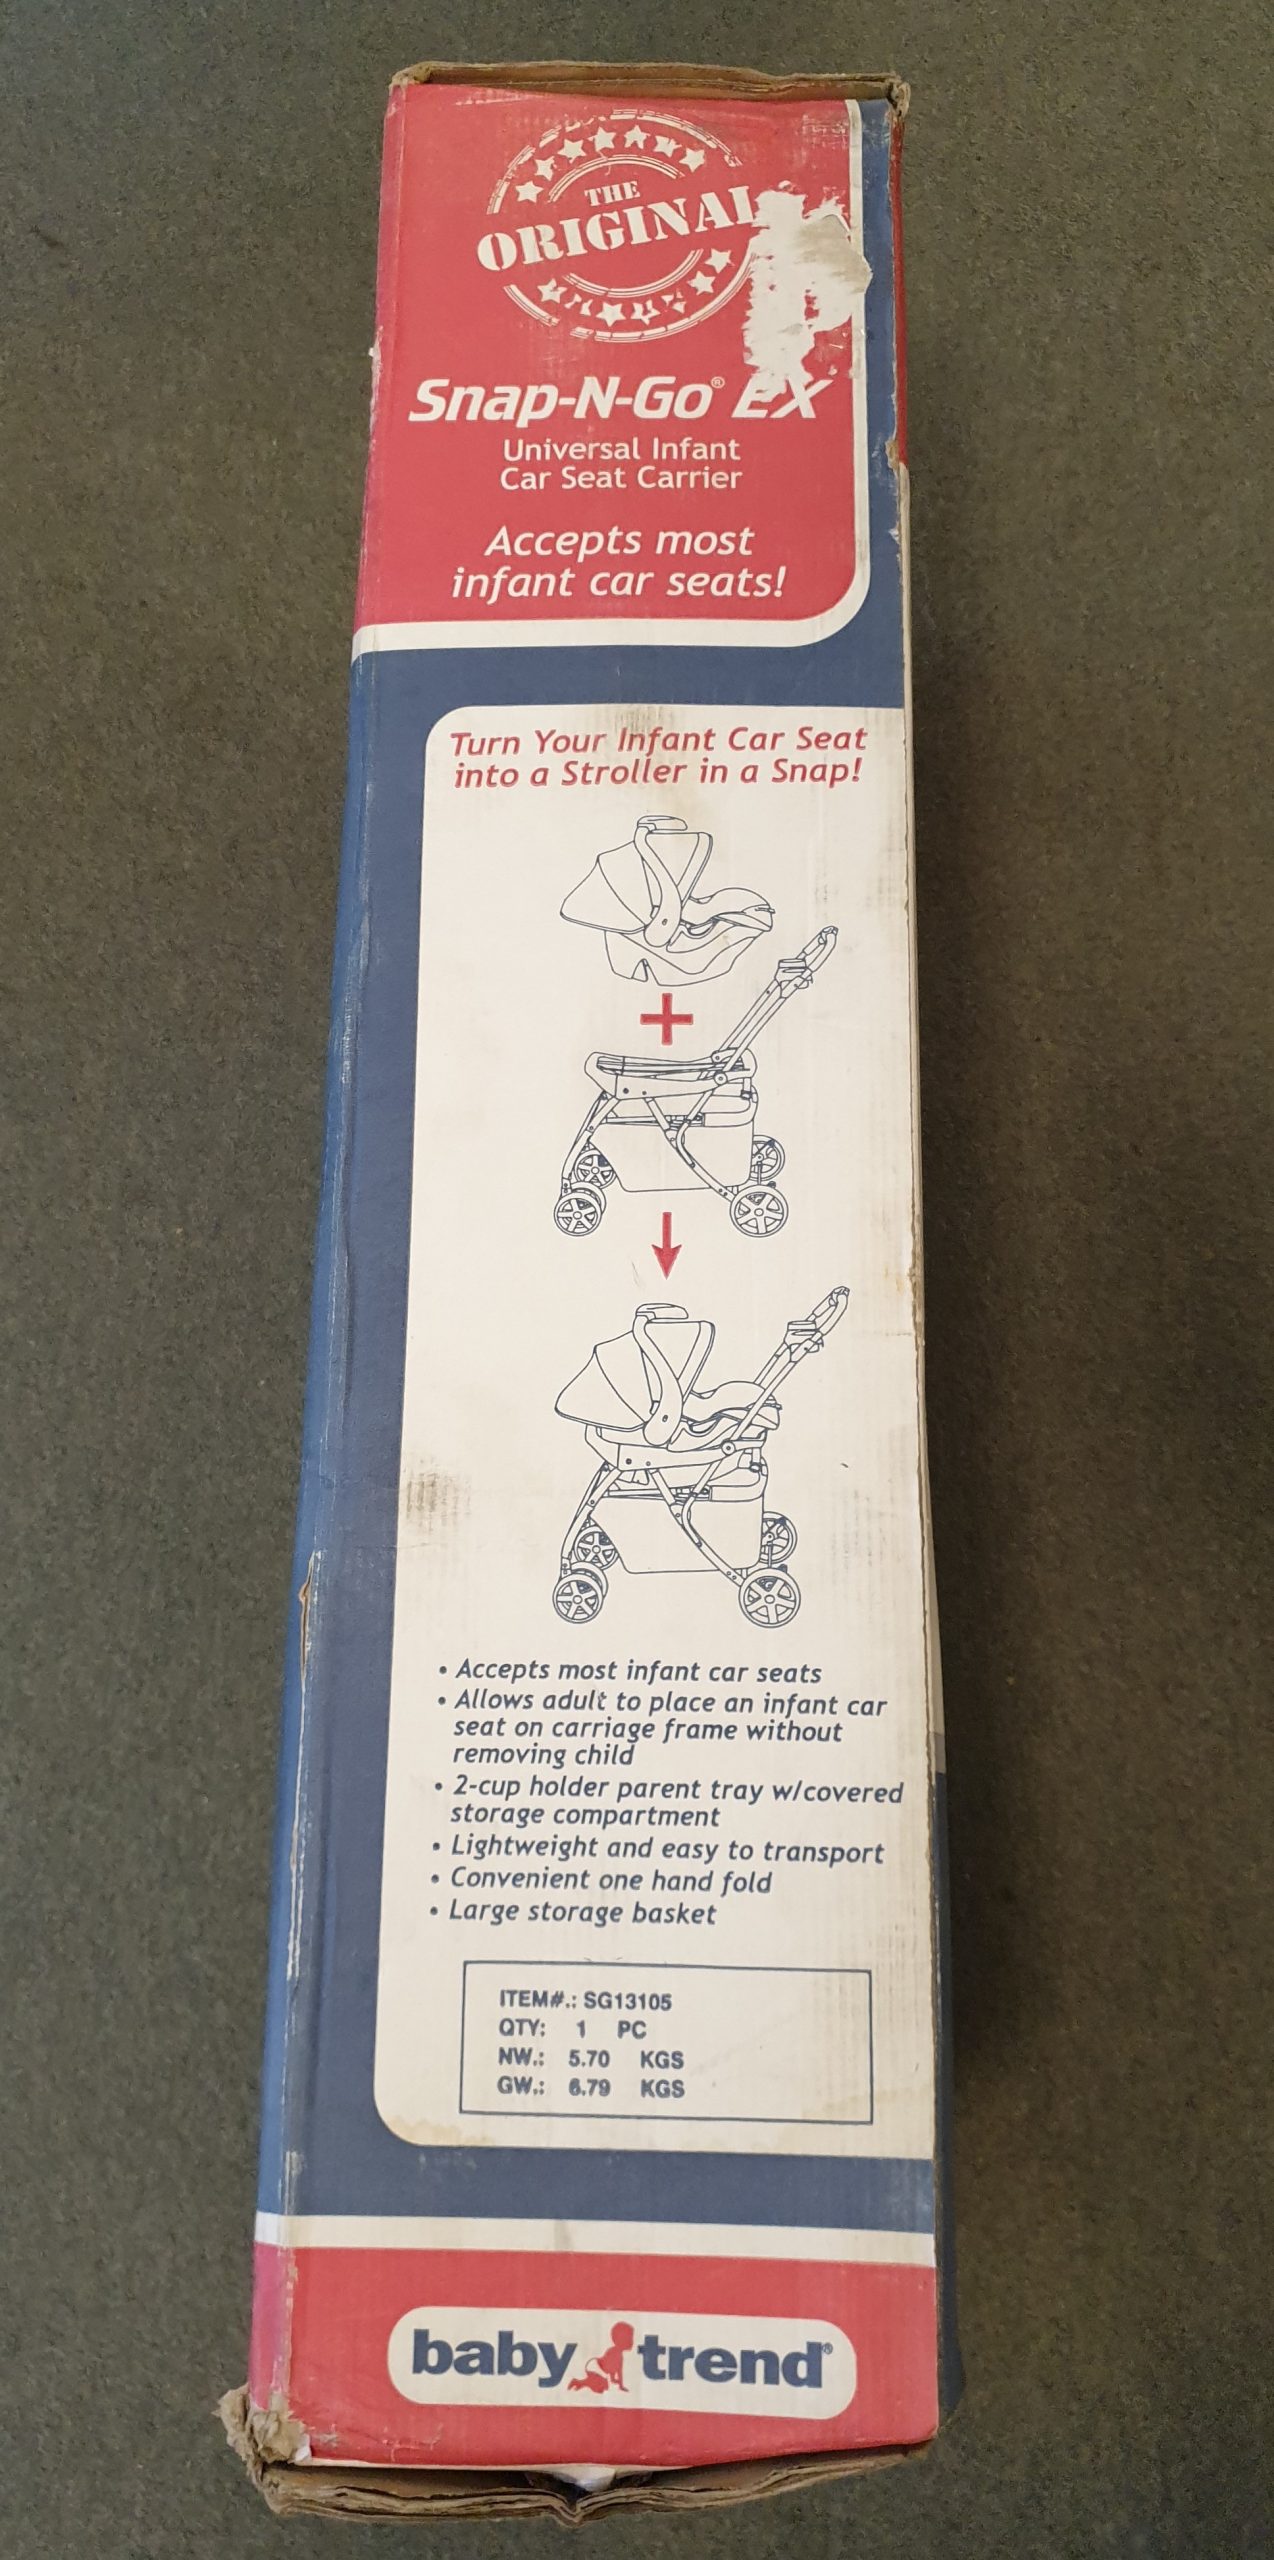 THE
ORIGINAL
Snap-N-Go® EX
Universal Infant
Car Seat Carrier
Accepts most
infant car seats!
Turn Your Infant Car Seat
into a Stroller in a Snap!
+
• Accepts most infant car seats
• Allows adult to place an infant car
seat on carriage frame without
removing child
• 2-cup holder parent tray w/covered
storage compartment
• Lightweight and easy to transport
• Convenient one hand fold
• Large storage basket
ITEM#.: SG13105
QTY: 1 PC
NW.: 5.70 KGS
GW.: 6.79 KGS
baby trend®